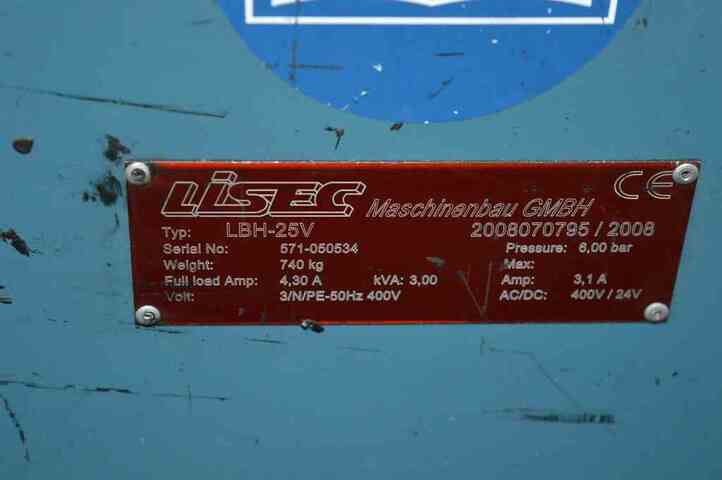 LiSEC Maschinenbau GMBH CE
Typ: LBH-25V 2008070795 / 2008
Serial No: 571-050534 Pressure: 6,00 bar
Weight: 740 kg Max:
Full load Amp: 4,30 A kVA: 3,00 Amp: 3,1 A
Volt: 3/N/PE-50Hz 400V AC/DC: 400V / 24V